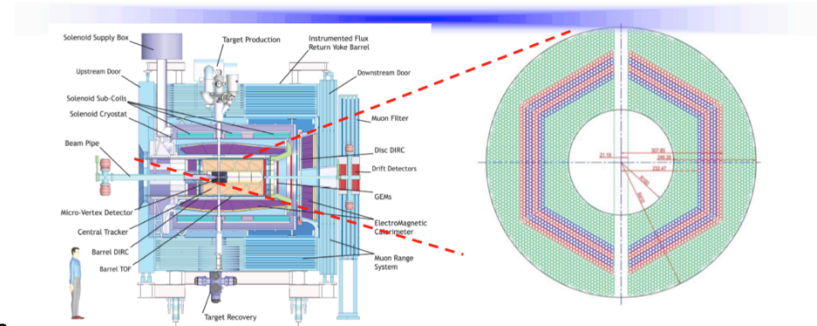 Solenoid Supply Box
Target Production
Instrumented Flux
Return Yoke Barrel
Upstream Door
Downstream Door
Solenoid Sub-Coils
Solenoid Cryostat
Muon Filter
Beam Pipe
Disc DIRC
Drift Detectors
GEMs
Micro-Vertex Detector
Central Tracker
ElectroMagnetic
Calorimeter
Barrel DIRC
Barrel TOF
Muon Range
System
Target Recovery